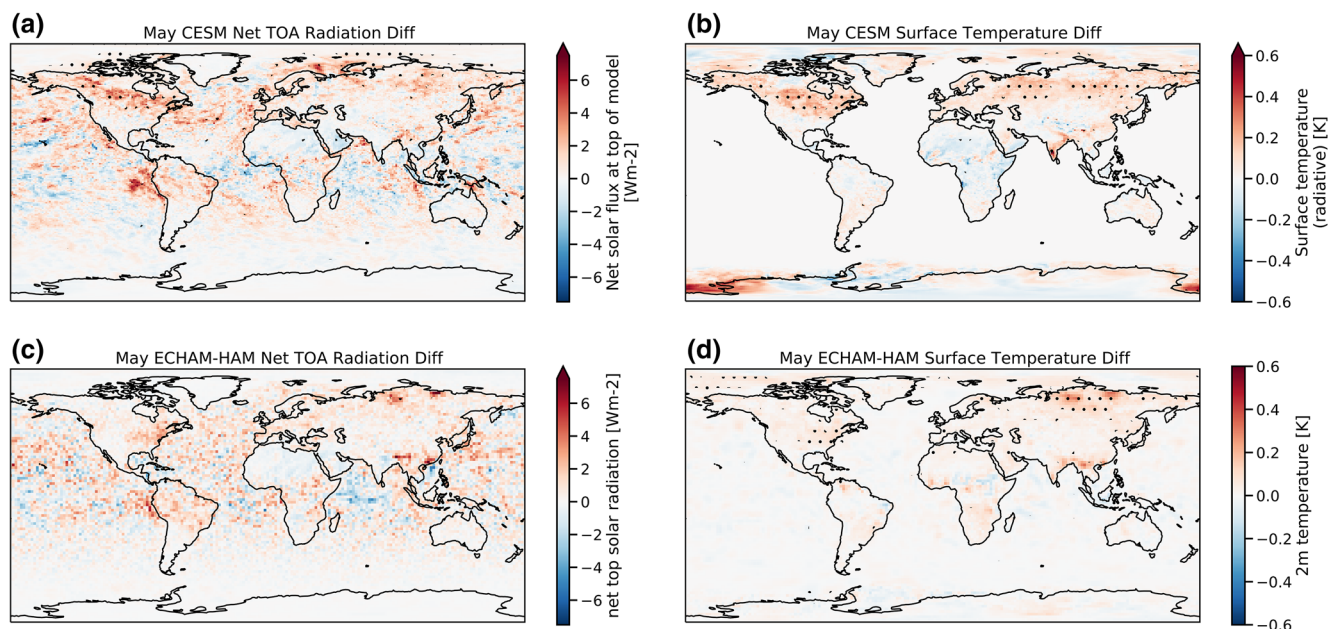 (a)
May CESM Net TOA Radiation Diff
6
4
2
0
−2
−4
−6
Net solar flux at top of model
[Wm-2]
(b)
May CESM Surface Temperature Diff
0.6
0.4
0.2
0.0
−0.2
−0.4
−0.6
Surface temperature
(radiative) [K]
(c)
May ECHAM-HAM Net TOA Radiation Diff
6
4
2
0
−2
−4
−6
net top solar radiation [Wm-2]
(d)
May ECHAM-HAM Surface Temperature Diff
0.6
0.4
0.2
0.0
−0.2
−0.4
−0.6
2m temperature [K]